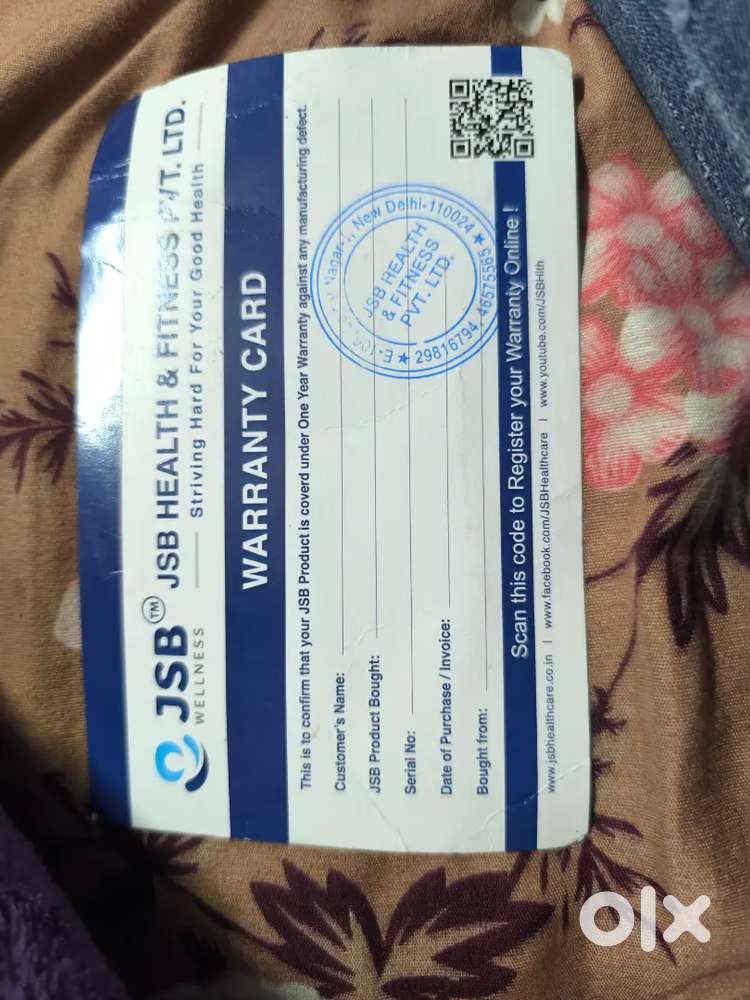 JSB TM
WELLNESS
JSB HEALTH & FITNESS PVT. LTD.
Striving Hard For Your Good Health
WARRANTY CARD
This is to confirm that your JSB Product is coverd under One Year Warranty against any manufacturing defect.
Customer's Name:
JSB Product Bought:
Serial No:
Date of Purchase / Invoice:
Bought from:
New Delhi-110024
JSB HEALTH
& FITNESS
PVT. LTD.
29816794, 46575565
Scan this code to Register your Warranty Online !
www.jsbhealthcare.co.in | www.facebook.com/JSBHealthcare | www.youtube.com/JSBHlth
olx